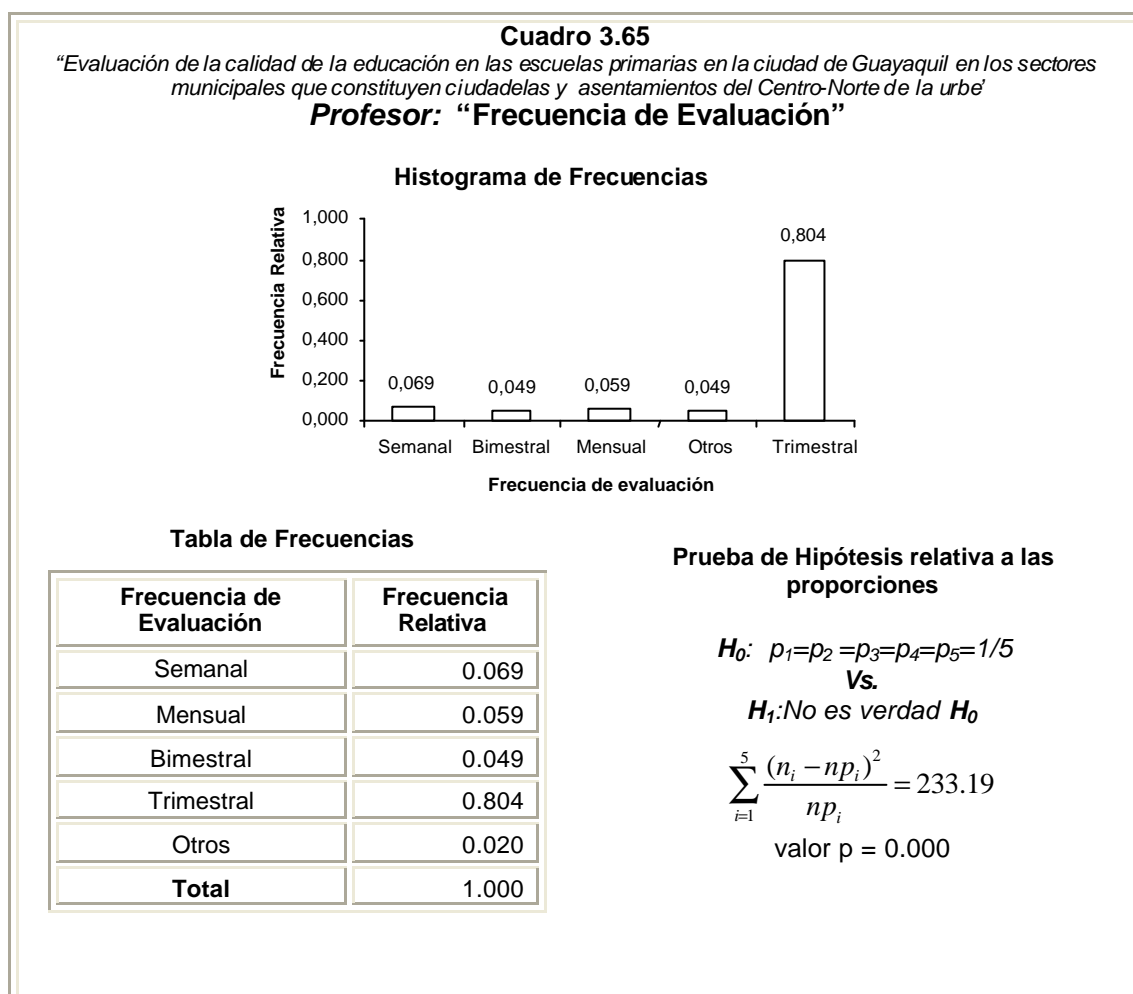 Cuadro 3.65
“Evaluación de la calidad de la educación en las escuelas primarias en la ciudad de Guayaquil en los sectores
municipales que constituyen ciudadelas y asentamientos del Centro-Norte de la urbe’
Profesor: “Frecuencia de Evaluación”
Histograma de Frecuencias
Frecuencia Relativa
1,000
0,800
0,600
0,400
0,200
0,000
0,069
0,049
0,059
0,049
0,804
Semanal Bimestral Mensual Otros Trimestral
Frecuencia de evaluación
Tabla de Frecuencias
Frecuencia de Evaluación Frecuencia Relativa
Semanal 0.069
Mensual 0.059
Bimestral 0.049
Trimestral 0.804
Otros 0.020
Total 1.000
Prueba de Hipótesis relativa a las
proporciones
H₀: p₁=p₂ =p₃=p₄=p₅=1/5
Vs.
H₁:No es verdad H₀
∑_{i=1}^{5} (n_i − np_i)² / np_i = 233.19
valor p = 0.000